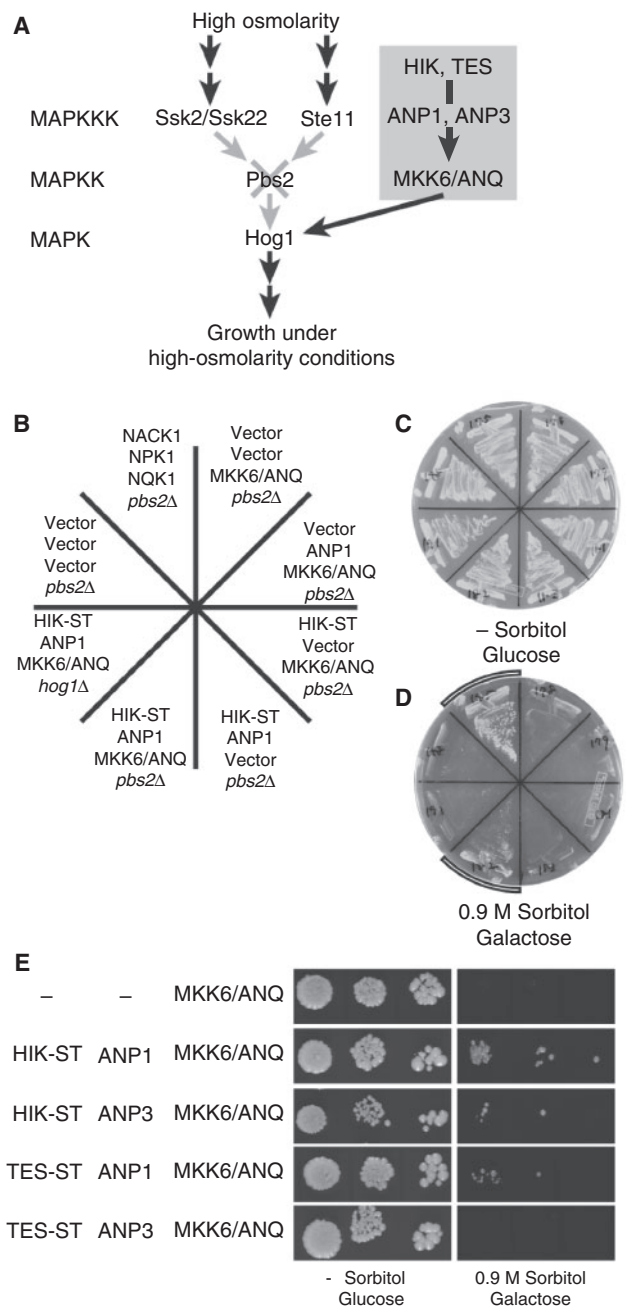 A
High osmolarity
HIK, TES
MAPKKK
Ssk2/Ssk22
Ste11
ANP1, ANP3
MAPKK
Pbs2
MKK6/ANQ
MAPK
Hog1
Growth under
high-osmolarity conditions
B
NACK1
NPK1
NQK1
pbs2Δ
Vector
Vector
MKK6/ANQ
pbs2Δ
Vector
ANP1
MKK6/ANQ
pbs2Δ
HIK-ST
Vector
MKK6/ANQ
pbs2Δ
HIK-ST
ANP1
Vector
pbs2Δ
HIK-ST
ANP1
MKK6/ANQ
pbs2Δ
HIK-ST
ANP1
MKK6/ANQ
hog1Δ
Vector
Vector
Vector
pbs2Δ
C
– Sorbitol
Glucose
D
0.9 M Sorbitol
Galactose
E
– – MKK6/ANQ
HIK-ST ANP1 MKK6/ANQ
HIK-ST ANP3 MKK6/ANQ
TES-ST ANP1 MKK6/ANQ
TES-ST ANP3 MKK6/ANQ
- Sorbitol
Glucose
0.9 M Sorbitol
Galactose